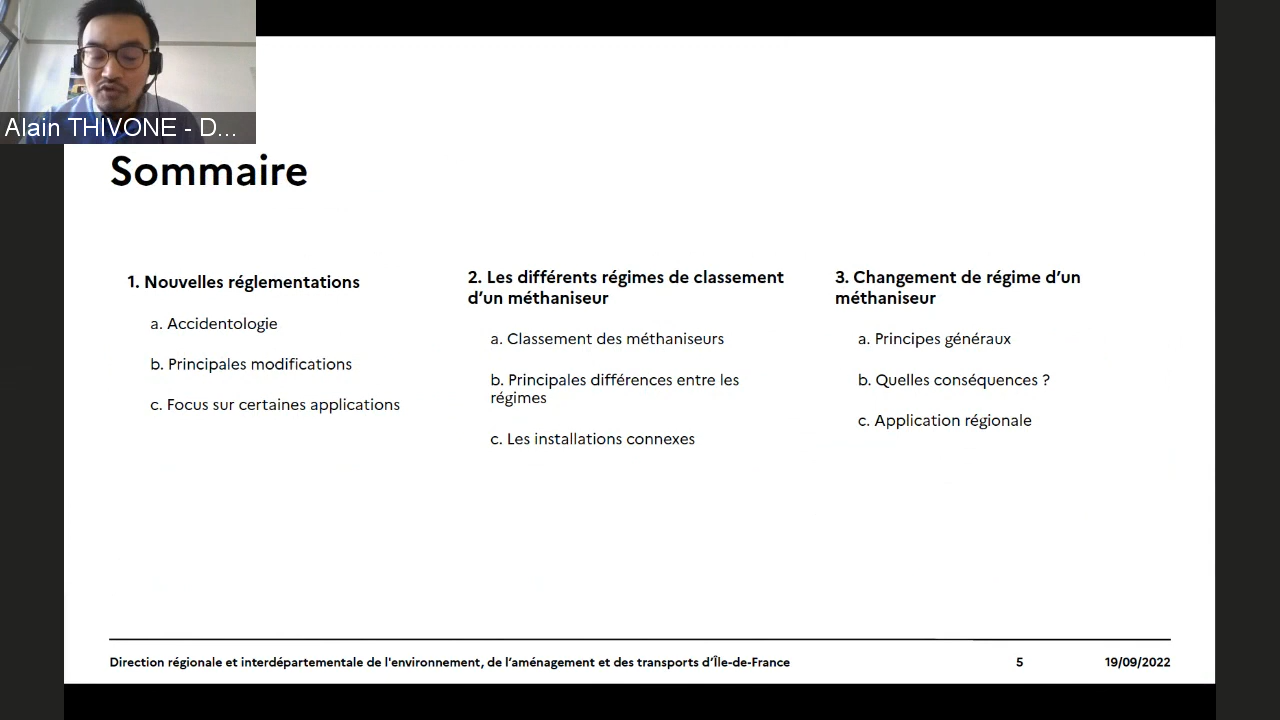 Alain THIVONE - D...
Sommaire
1. Nouvelles réglementations
a. Accidentologie
b. Principales modifications
c. Focus sur certaines applications
2. Les différents régimes de classement
d’un méthaniseur
a. Classement des méthaniseurs
b. Principales différences entre les
régimes
c. Les installations connexes
3. Changement de régime d’un
méthaniseur
a. Principes généraux
b. Quelles conséquences ?
c. Application régionale
Direction régionale et interdépartementale de l'environnement, de l’aménagement et des transports d’Île-de-France
5
19/09/2022